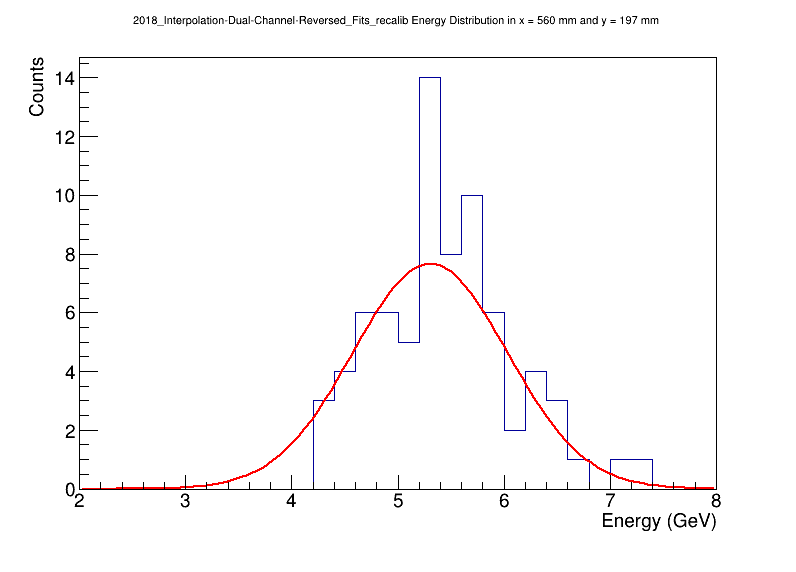 2018_Interpolation-Dual-Channel-Reversed_Fits_recalib Energy Distribution in x = 560 mm and y = 197 mm
Counts
14
12
10
8
6
4
2
0
2 3 4 5 6 7 8
Energy (GeV)